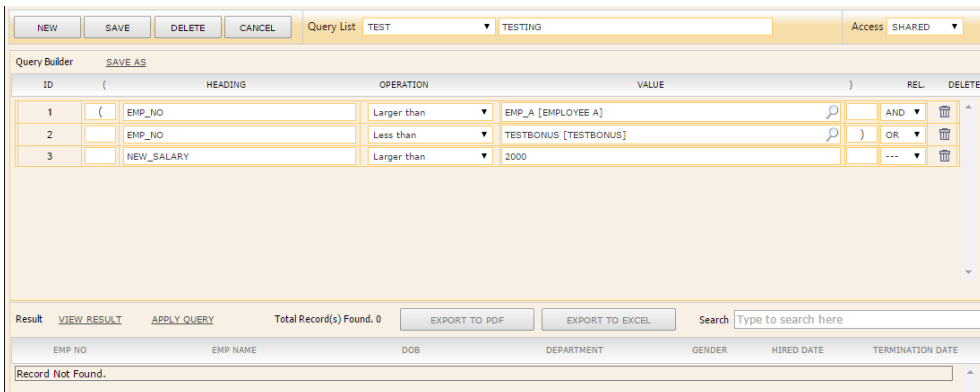 NEW SAVE DELETE CANCEL Query List TEST TESTING Access SHARED
Query Builder SAVE AS
ID ( HEADING OPERATION VALUE ) REL. DELETE
1 ( EMP_NO Larger than EMP_A [EMPLOYEE A] AND
2 EMP_NO Less than TESTBONUS [TESTBONUS] ) OR
3 NEW_SALARY Larger than 2000 ---
Result VIEW RESULT APPLY QUERY Total Record(s) Found. 0 EXPORT TO PDF EXPORT TO EXCEL Search Type to search here
EMP NO EMP NAME DOB DEPARTMENT GENDER HIRED DATE TERMINATION DATE
Record Not Found.